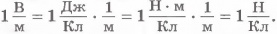 1 В/м = 1 Дж/Кл · 1/м = 1 Н · м/Кл · 1/м = 1 Н/Кл.